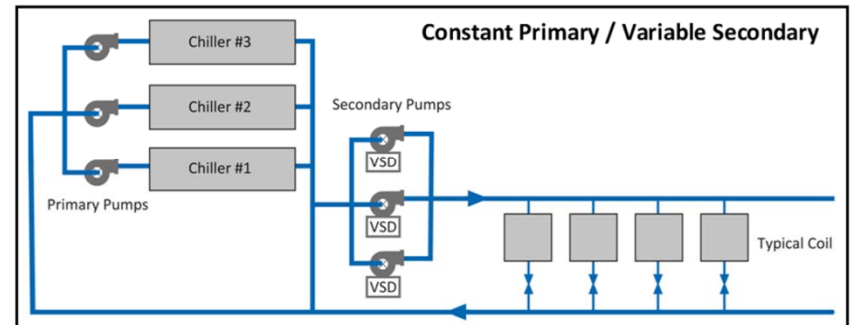 Constant Primary / Variable Secondary
Chiller #3
Chiller #2
Secondary Pumps
VSD
Chiller #1
Primary Pumps
VSD
Typical Coil
VSD